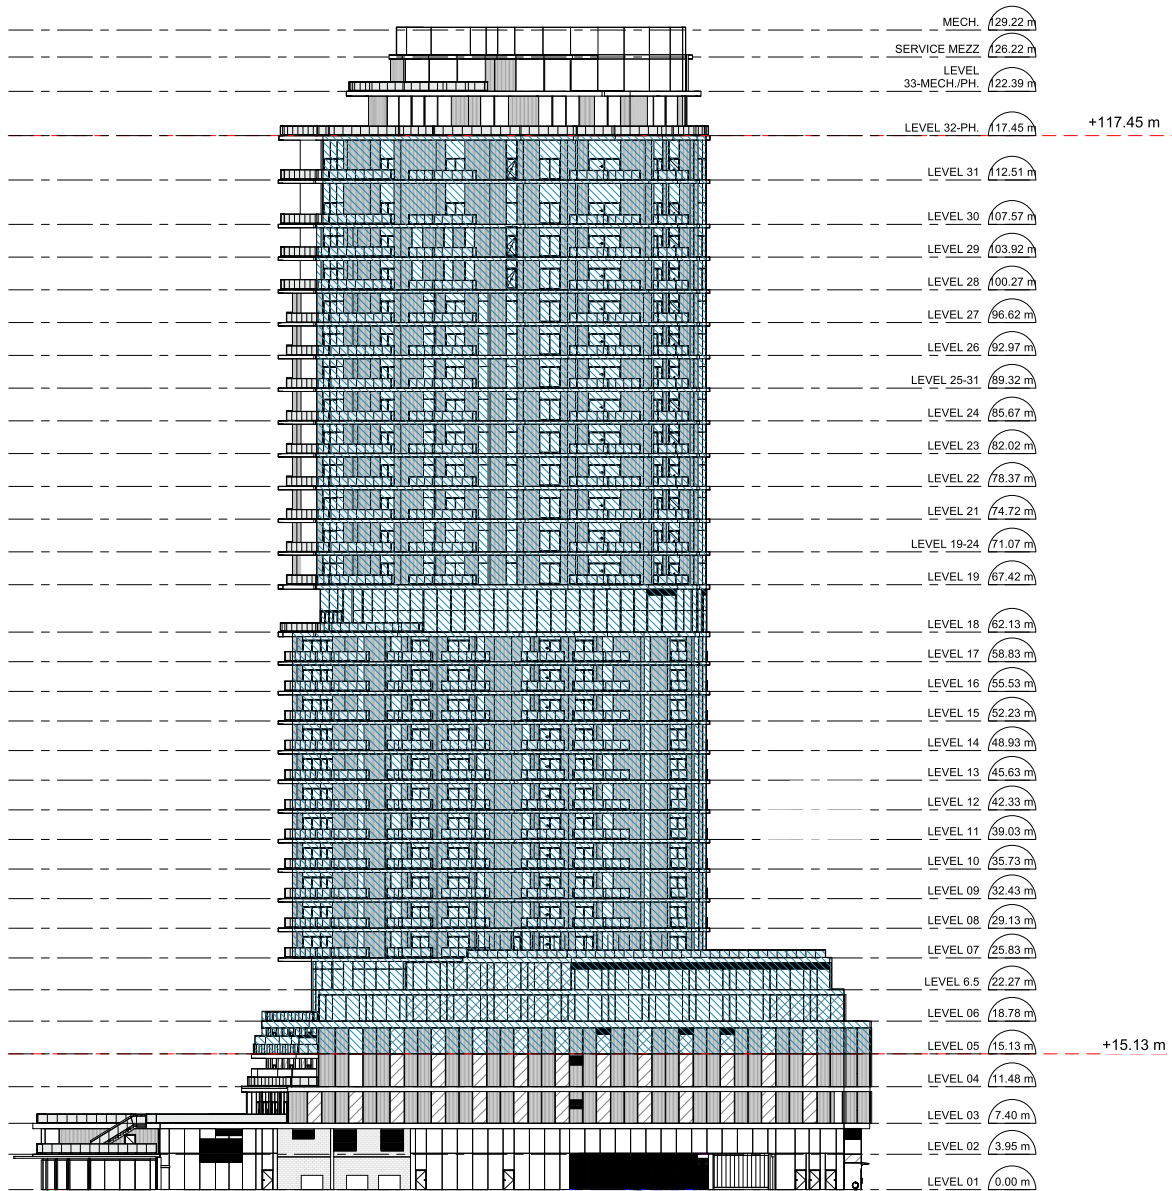 MECH. 129.22 m
SERVICE MEZZ 126.22 m
LEVEL
33-MECH./PH. 122.39 m
LEVEL 32-PH. 117.45 m +117.45 m
LEVEL 31 112.51 m
LEVEL 30 107.57 m
LEVEL 29 103.92 m
LEVEL 28 100.27 m
LEVEL 27 96.62 m
LEVEL 26 92.97 m
LEVEL 25-31 89.32 m
LEVEL 24 85.67 m
LEVEL 23 82.02 m
LEVEL 22 78.37 m
LEVEL 21 74.72 m
LEVEL 19-24 71.07 m
LEVEL 19 67.42 m
LEVEL 18 62.13 m
LEVEL 17 58.83 m
LEVEL 16 55.53 m
LEVEL 15 52.23 m
LEVEL 14 48.93 m
LEVEL 13 45.63 m
LEVEL 12 42.33 m
LEVEL 11 39.03 m
LEVEL 10 35.73 m
LEVEL 09 32.43 m
LEVEL 08 29.13 m
LEVEL 07 25.83 m
LEVEL 6.5 22.27 m
LEVEL 06 18.78 m
LEVEL 05 15.13 m +15.13 m
LEVEL 04 11.48 m
LEVEL 03 7.40 m
LEVEL 02 3.95 m
LEVEL 01 0.00 m